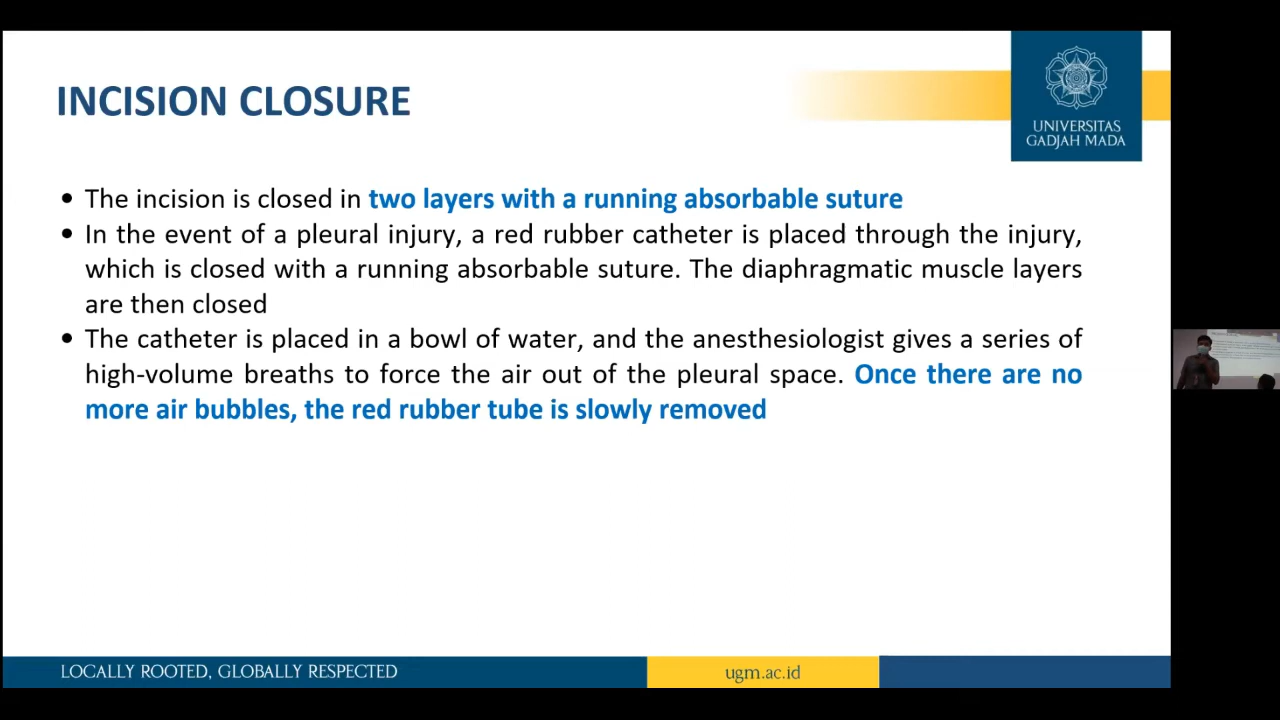 INCISION CLOSURE
UNIVERSITAS
GADJAH MADA
• The incision is closed in two layers with a running absorbable suture
• In the event of a pleural injury, a red rubber catheter is placed through the injury,
which is closed with a running absorbable suture. The diaphragmatic muscle layers
are then closed
• The catheter is placed in a bowl of water, and the anesthesiologist gives a series of
high-volume breaths to force the air out of the pleural space. Once there are no
more air bubbles, the red rubber tube is slowly removed
LOCALLY ROOTED, GLOBALLY RESPECTED
ugm.ac.id